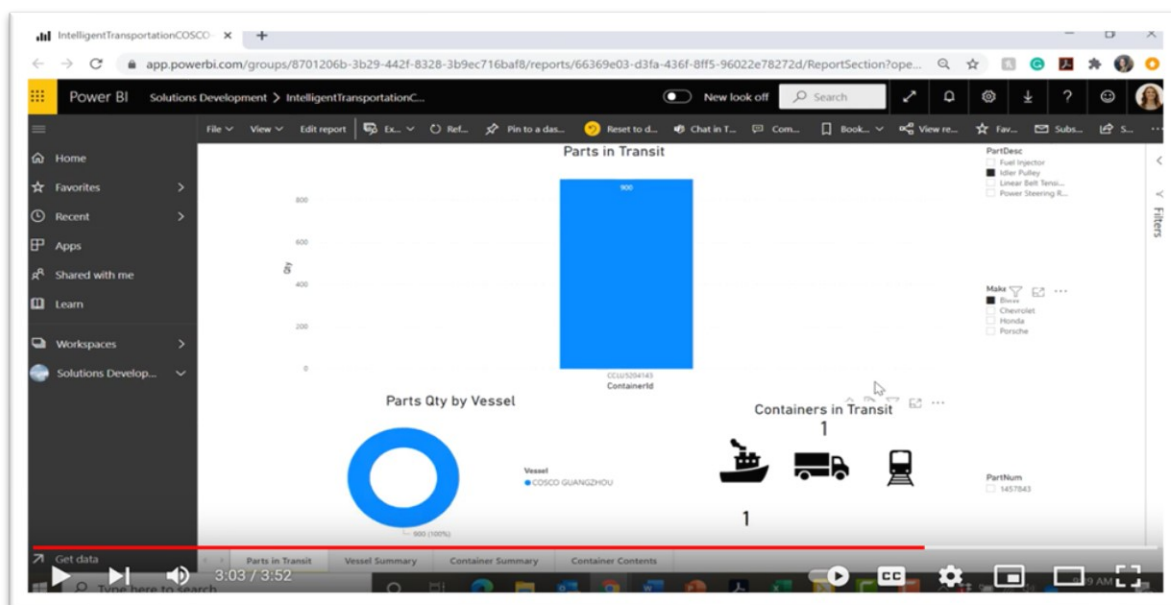 IntelligentTransportationCOSCO
app.powerbi.com/groups/8701206b-3b29-442f-8328-3b9ec716baf8/reports/66369e03-d3fa-436f-8ff5-96022e78272d/ReportSection?ope...
Power BI Solutions Development > IntelligentTransportationC... New look off Search
File View Edit report Ex... Ref... Pin to a das... Reset to d... Chat in T... Com... Book... View re... Fav... Subs... S...
Home
Favorites
Recent
Apps
Shared with me
Learn
Workspaces
Solutions Develop...
Get data
Parts in Transit
900
800
600
400
200
0
Qty
CCLU5204143
ContainerId
PartDesc
Fuel Injector
Idler Pulley
Linear Belt Tensi...
Power Steering R...
Filters
Make
Chevrolet
Honda
Porsche
Parts Qty by Vessel
Vessel
COSCO GUANGZHOU
900 (100%)
Containers in Transit
1
1
PartNum
1457843
Parts in Transit Vessel Summary Container Summary Container Contents
3:03 / 3:52
CC
Type here to search
AM